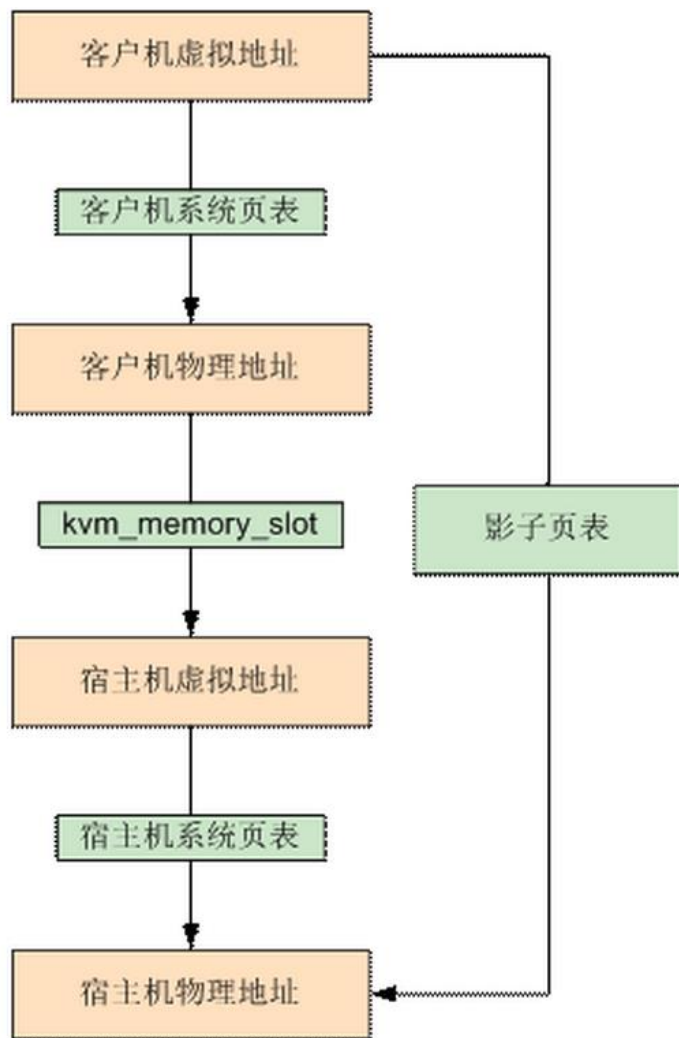 客户机虚拟地址
客户机系统页表
客户机物理地址
kvm_memory_slot
影子页表
宿主机虚拟地址
宿主机系统页表
宿主机物理地址